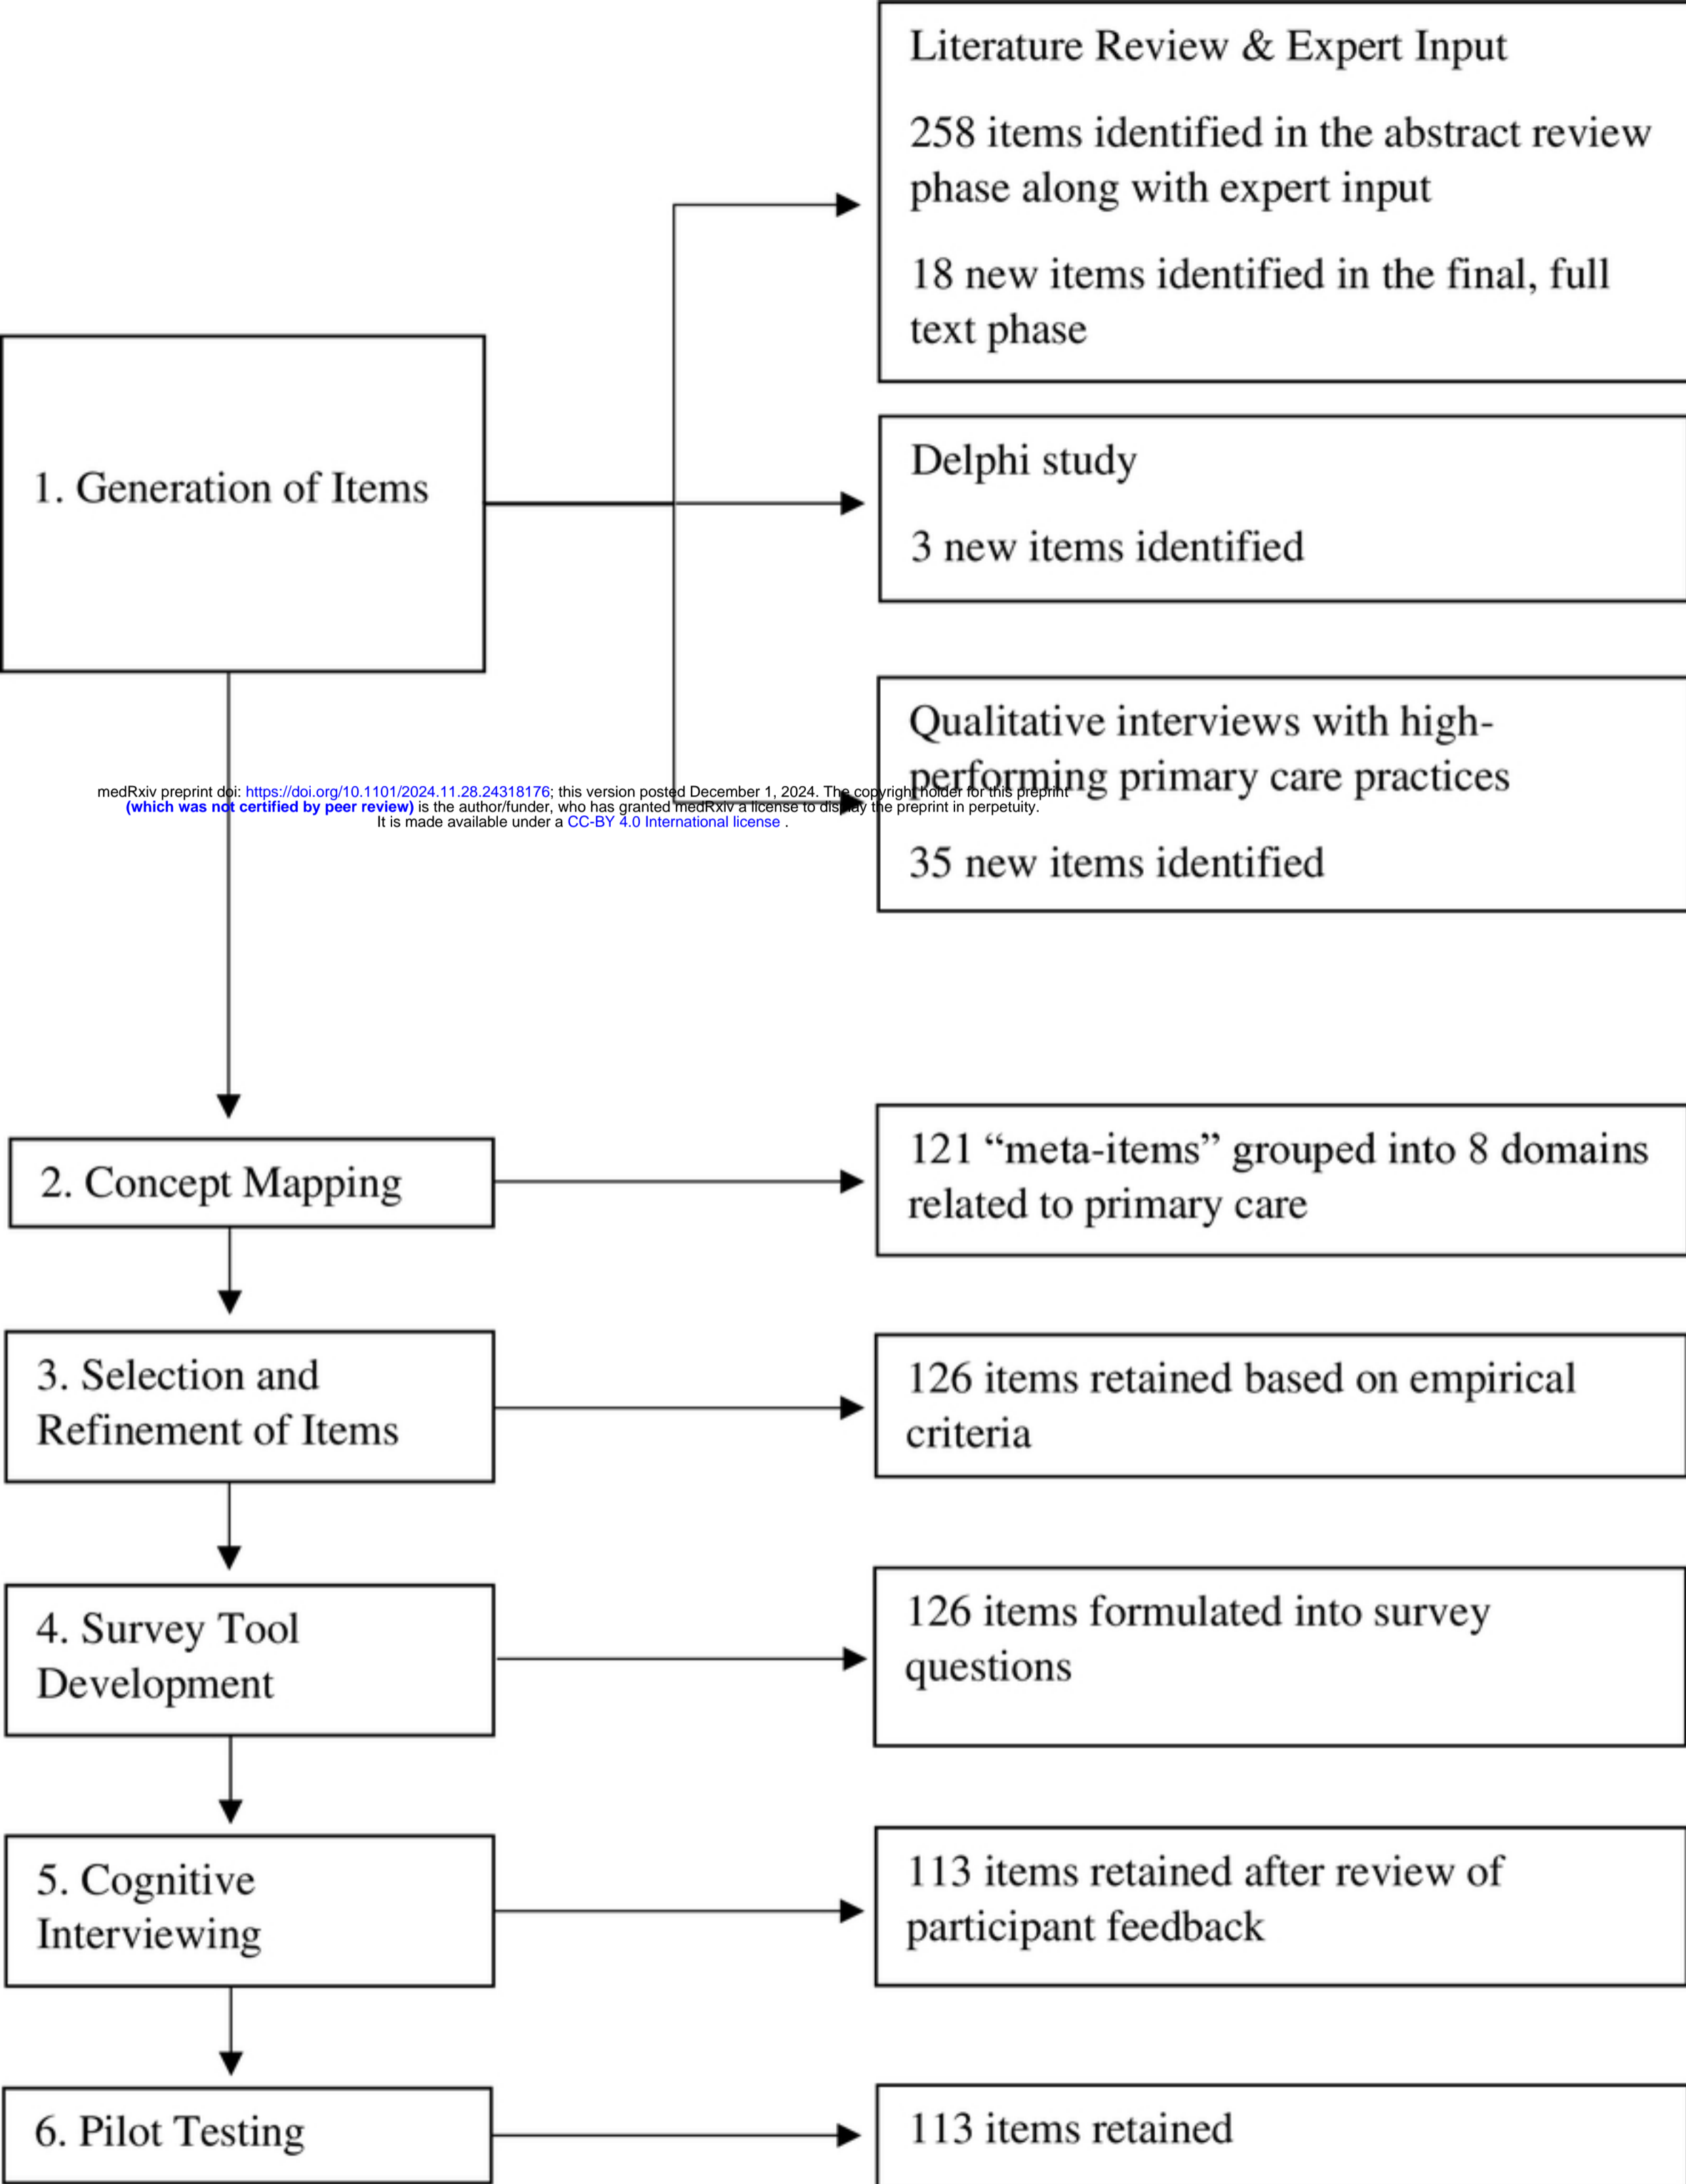 Literature Review & Expert Input
258 items identified in the abstract review
phase along with expert input
18 new items identified in the final, full
text phase
1. Generation of Items
Delphi study
3 new items identified
Qualitative interviews with high-
performing primary care practices
35 new items identified
medRxiv preprint doi: https://doi.org/10.1101/2024.11.28.24318176; this version posted December 1, 2024. The copyright holder for this preprint
(which was not certified by peer review) is the author/funder, who has granted medRxiv a license to display the preprint in perpetuity.
It is made available under a CC-BY 4.0 International license .
2. Concept Mapping
121 “meta-items” grouped into 8 domains
related to primary care
3. Selection and
Refinement of Items
126 items retained based on empirical
criteria
4. Survey Tool
Development
126 items formulated into survey
questions
5. Cognitive
Interviewing
113 items retained after review of
participant feedback
6. Pilot Testing
113 items retained